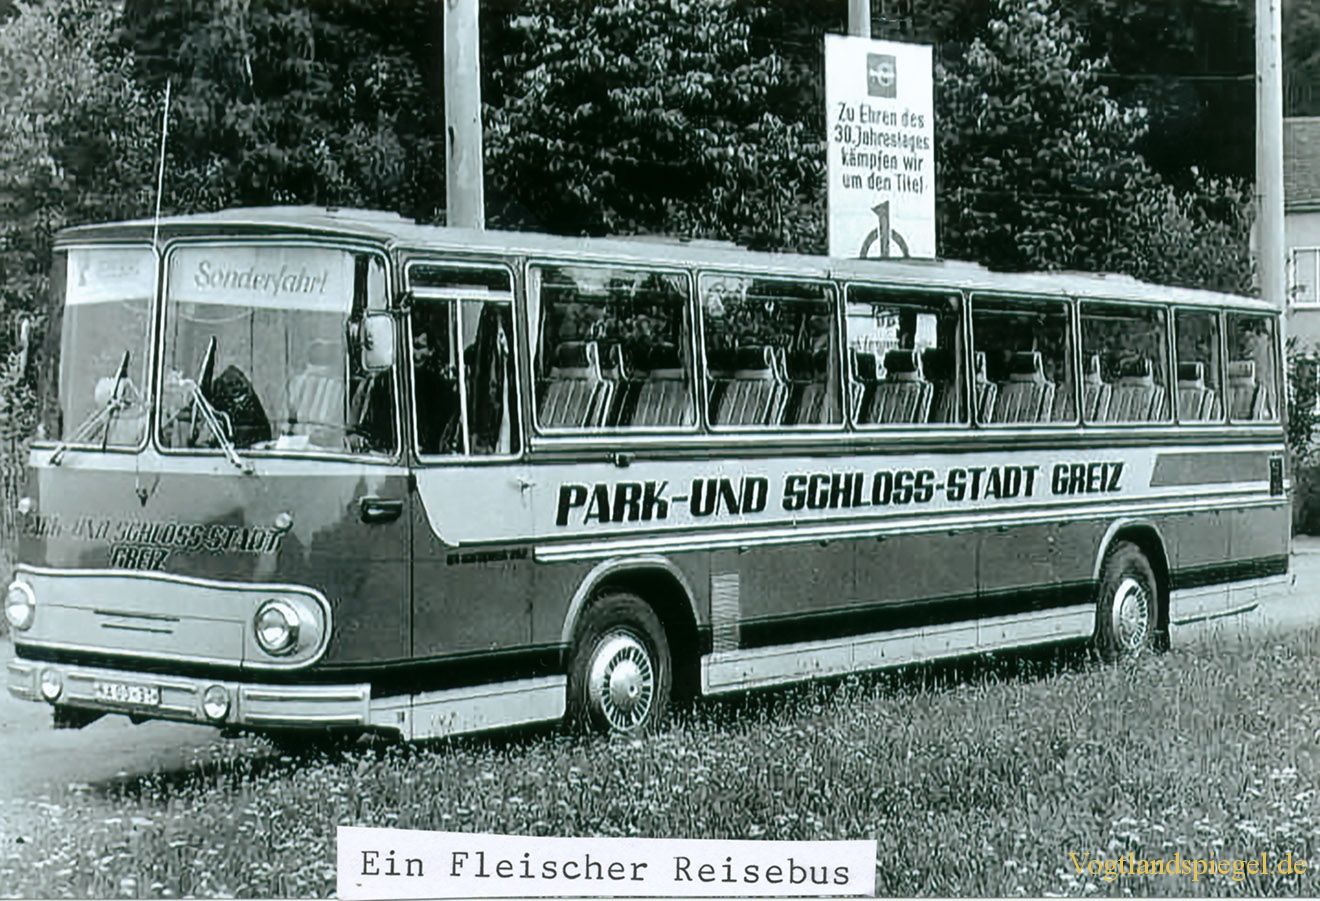 Zu Ehren des
30. Jahrestages
kämpfen wir
um den Titel
Sonderfahrt
PARK-UND SCHLOSS-STADT GREIZ
PARK-UND SCHLOSS-STADT
GREIZ
Ein Fleischer Reisebus
Vogtlandspiegel.de